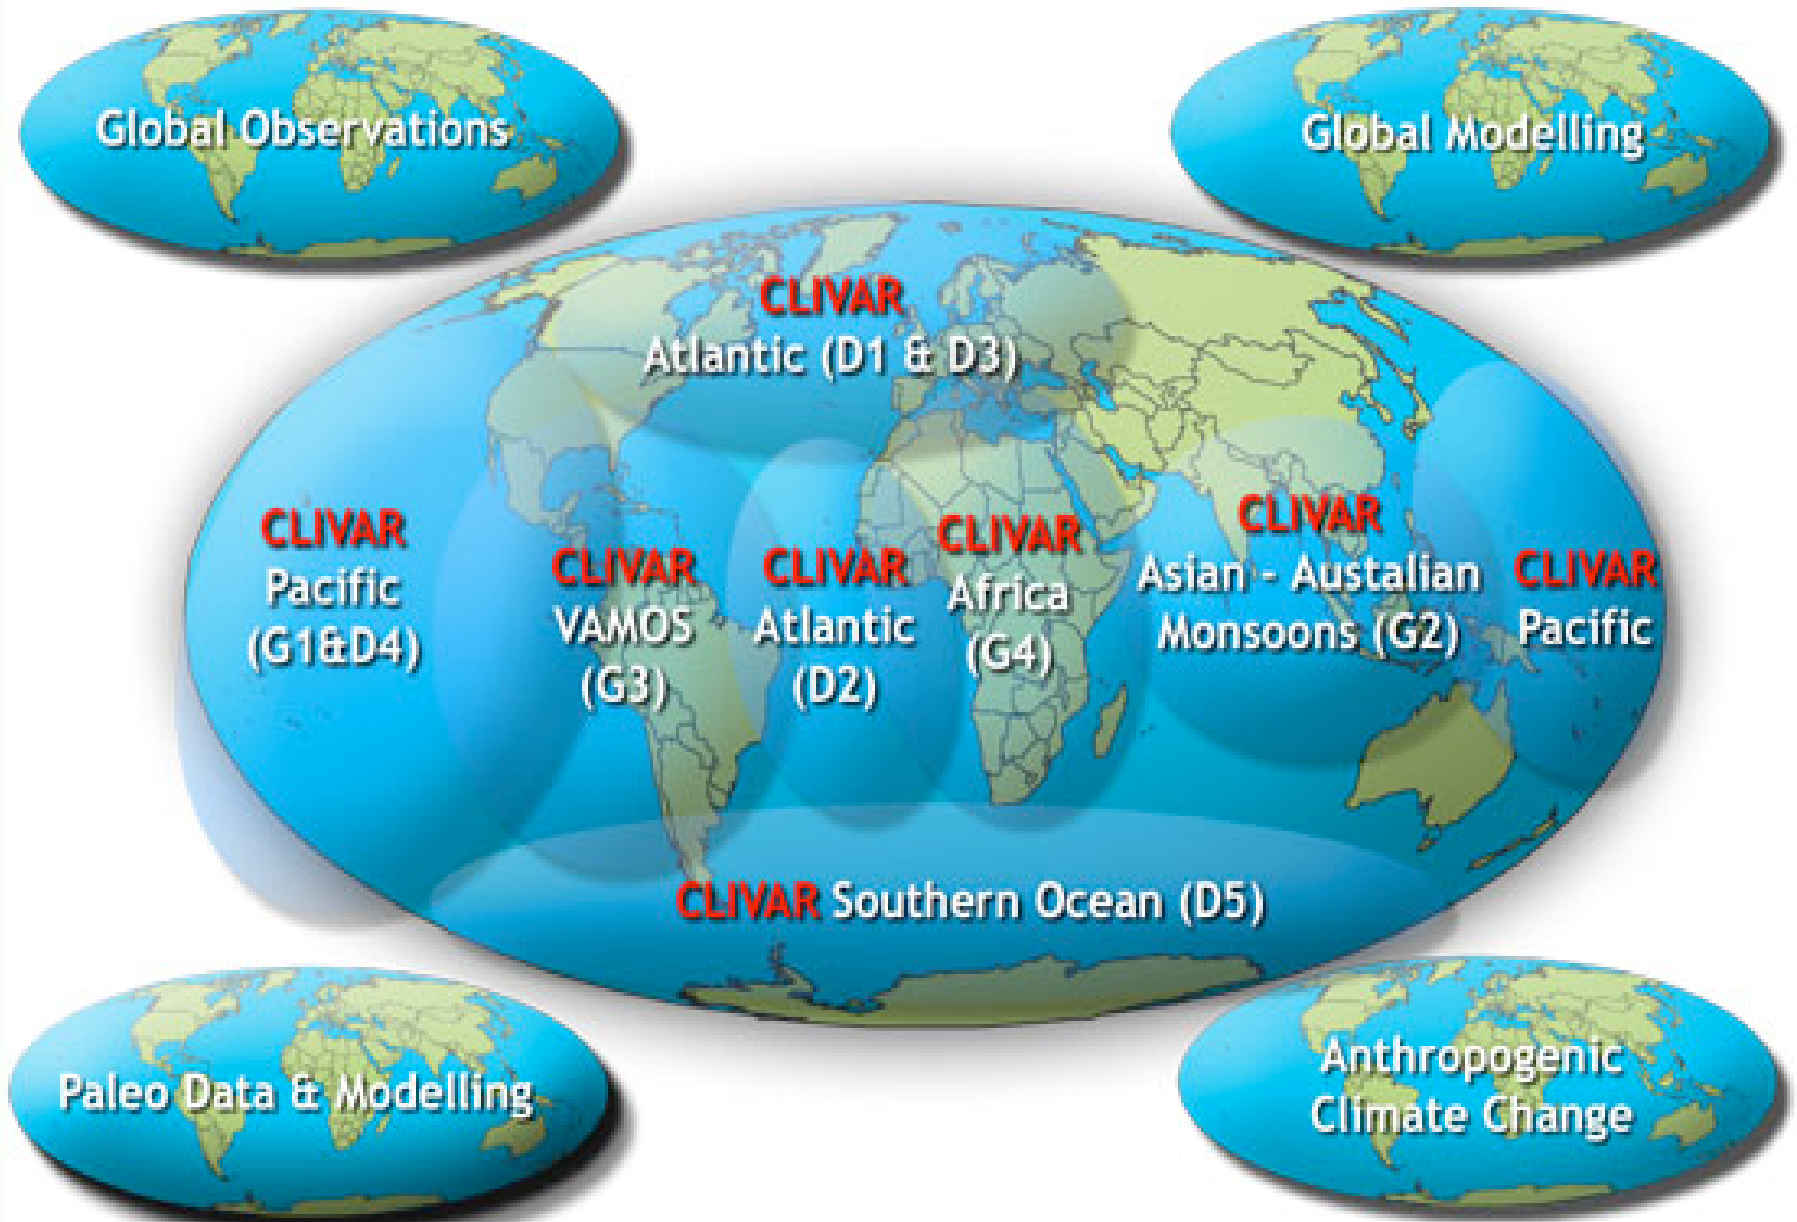 Global Observations
Global Modelling
CLIVAR
Atlantic (D1 & D3)
CLIVAR
Pacific
(G1&D4)
CLIVAR
VAMOS
(G3)
CLIVAR
Atlantic
(D2)
CLIVAR
Africa
(G4)
CLIVAR
Asian - Austalian
Monsoons (G2)
CLIVAR
Pacific
CLIVAR Southern Ocean (D5)
Paleo Data & Modelling
Anthropogenic
Climate Change